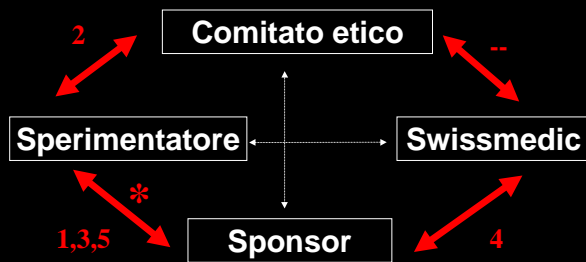 2
Comitato etico
--
Sperimentatore
Swissmedic
*
1,3,5
Sponsor
4